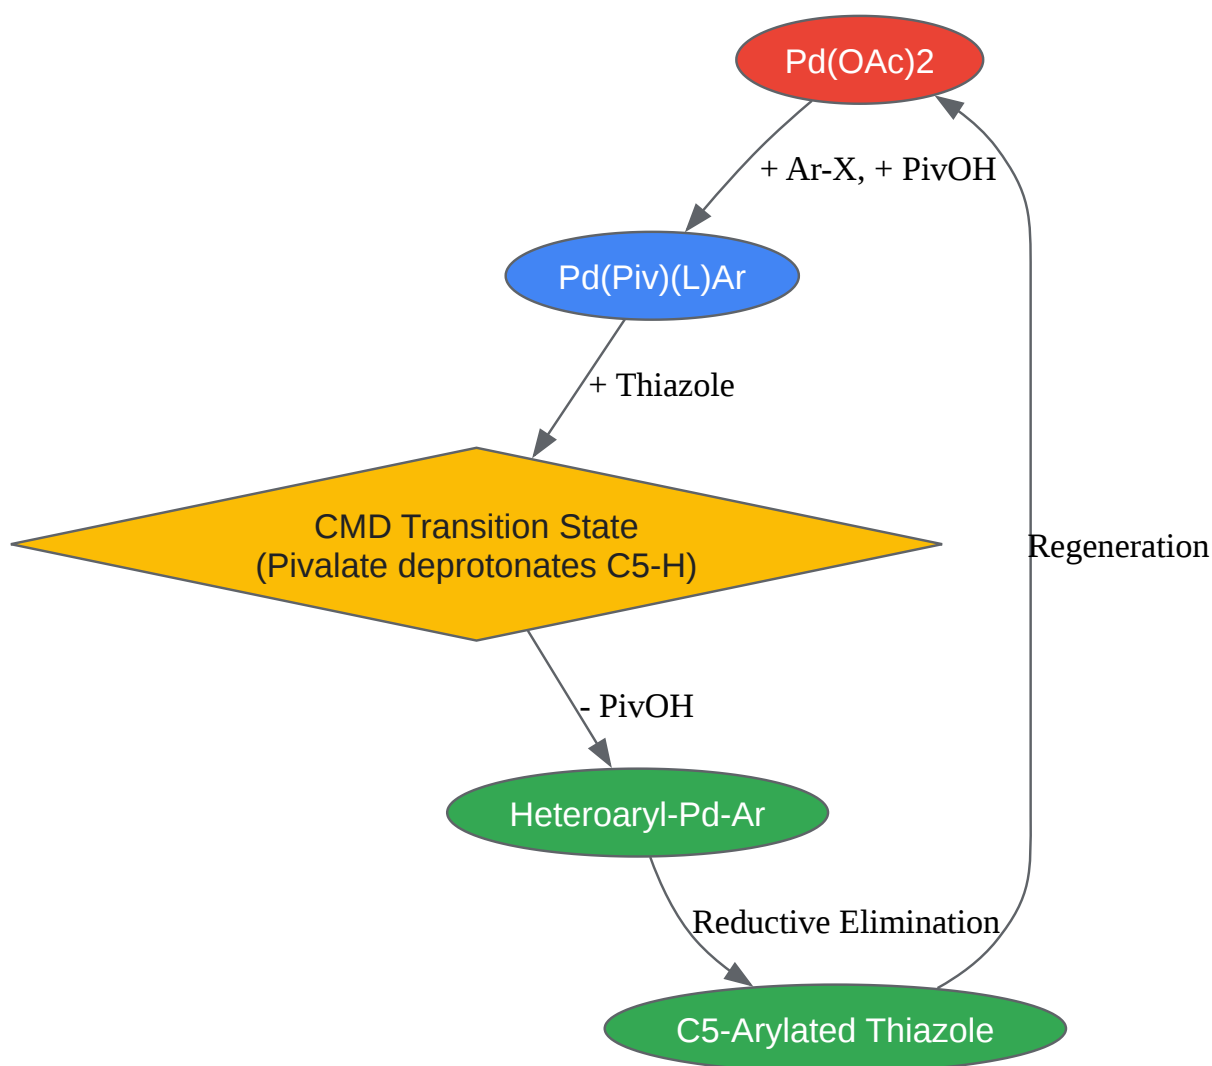 Pd(OAc)2
+ Ar-X, + PivOH
Pd(Piv)(L)Ar
+ Thiazole
CMD Transition State
(Pivalate deprotonates C5-H)
Regeneration
- PivOH
Heteroaryl-Pd-Ar
Reductive Elimination
C5-Arylated Thiazole